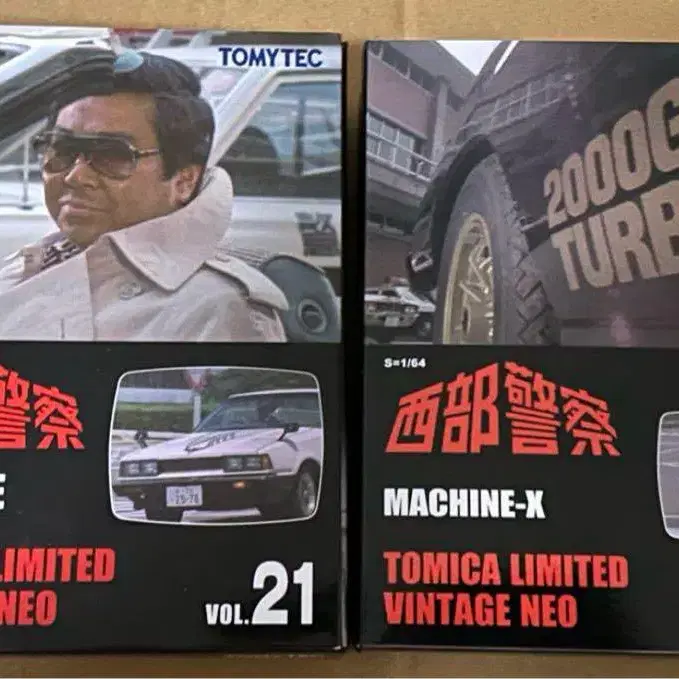 TOMYTEC
警察
E
LIMITED
NEO
VOL.21
2000G
TURB
S=1/64
西部警察
MACHINE-X
TOMICA LIMITED
VINTAGE NEO